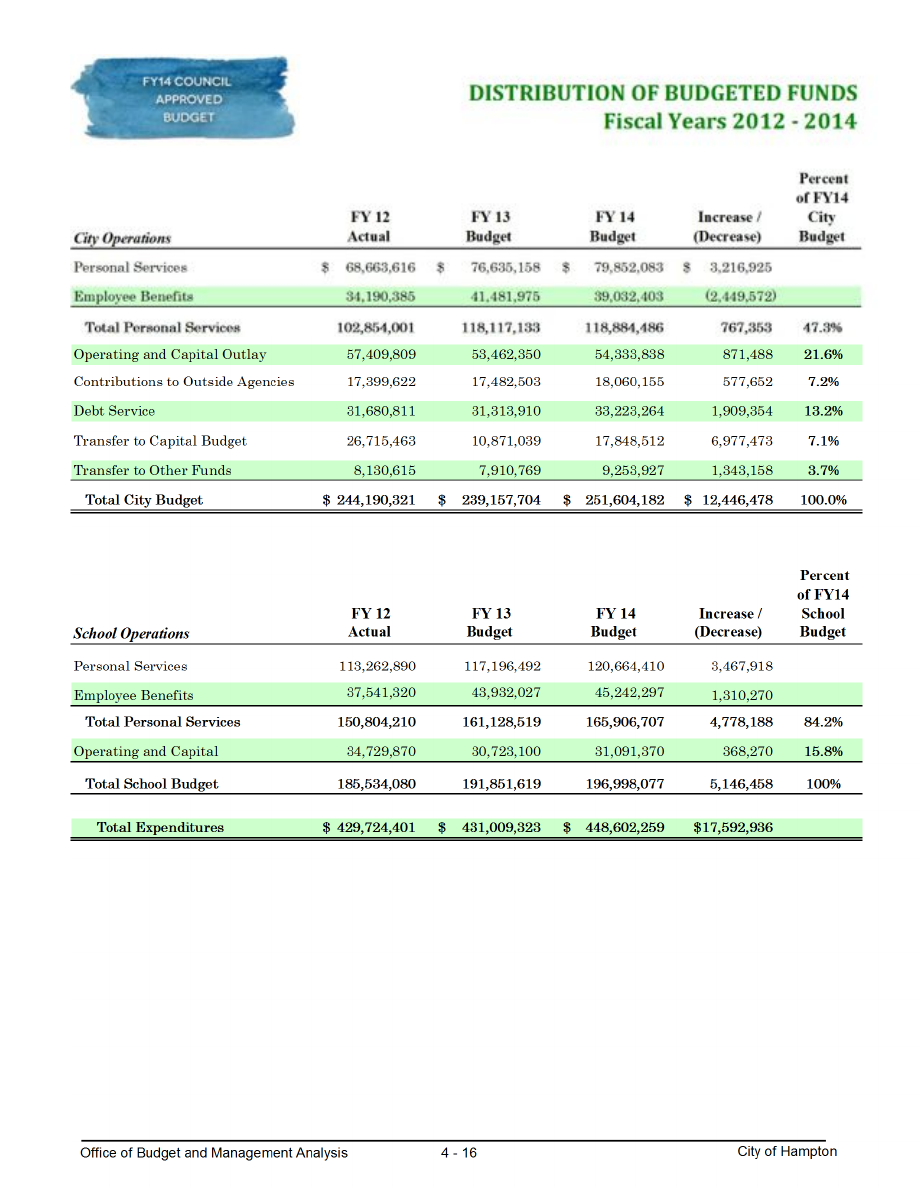 FY14 COUNCIL
APPROVED
BUDGET
DISTRIBUTION OF BUDGETED FUNDS
Fiscal Years 2012 - 2014
Percent
of FY14
FY 12 FY 13 FY 14 Increase / City
City Operations Actual Budget Budget (Decrease) Budget
Personal Services $ 68,663,616 $ 76,635,158 $ 79,852,083 $ 3,216,925
Employee Benefits 34,190,385 41,481,975 39,032,403 (2,449,572)
Total Personal Services 102,854,001 118,117,133 118,884,486 767,353 47.3%
Operating and Capital Outlay 57,409,809 53,462,350 54,333,838 871,488 21.6%
Contributions to Outside Agencies 17,399,622 17,482,503 18,060,155 577,652 7.2%
Debt Service 31,680,811 31,313,910 33,223,264 1,909,354 13.2%
Transfer to Capital Budget 26,715,463 10,871,039 17,848,512 6,977,473 7.1%
Transfer to Other Funds 8,130,615 7,910,769 9,253,927 1,343,158 3.7%
Total City Budget $ 244,190,321 $ 239,157,704 $ 251,604,182 $ 12,446,478 100.0%
Percent
of FY14
FY 12 FY 13 FY 14 Increase / School
School Operations Actual Budget Budget (Decrease) Budget
Personal Services 113,262,890 117,196,492 120,664,410 3,467,918
Employee Benefits 37,541,320 43,932,027 45,242,297 1,310,270
Total Personal Services 150,804,210 161,128,519 165,906,707 4,778,188 84.2%
Operating and Capital 34,729,870 30,723,100 31,091,370 368,270 15.8%
Total School Budget 185,534,080 191,851,619 196,998,077 5,146,458 100%
Total Expenditures $ 429,724,401 $ 431,009,323 $ 448,602,259 $17,592,936
Office of Budget and Management Analysis 4 - 16 City of Hampton